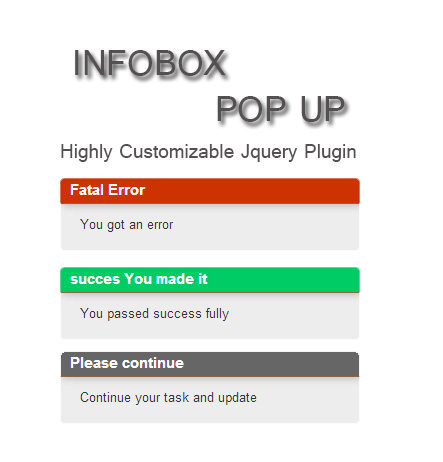 INFOBOX
POP UP
Highly Customizable Jquery Plugin
Fatal Error
You got an error
succes You made it
You passed success fully
Please continue
Continue your task and update